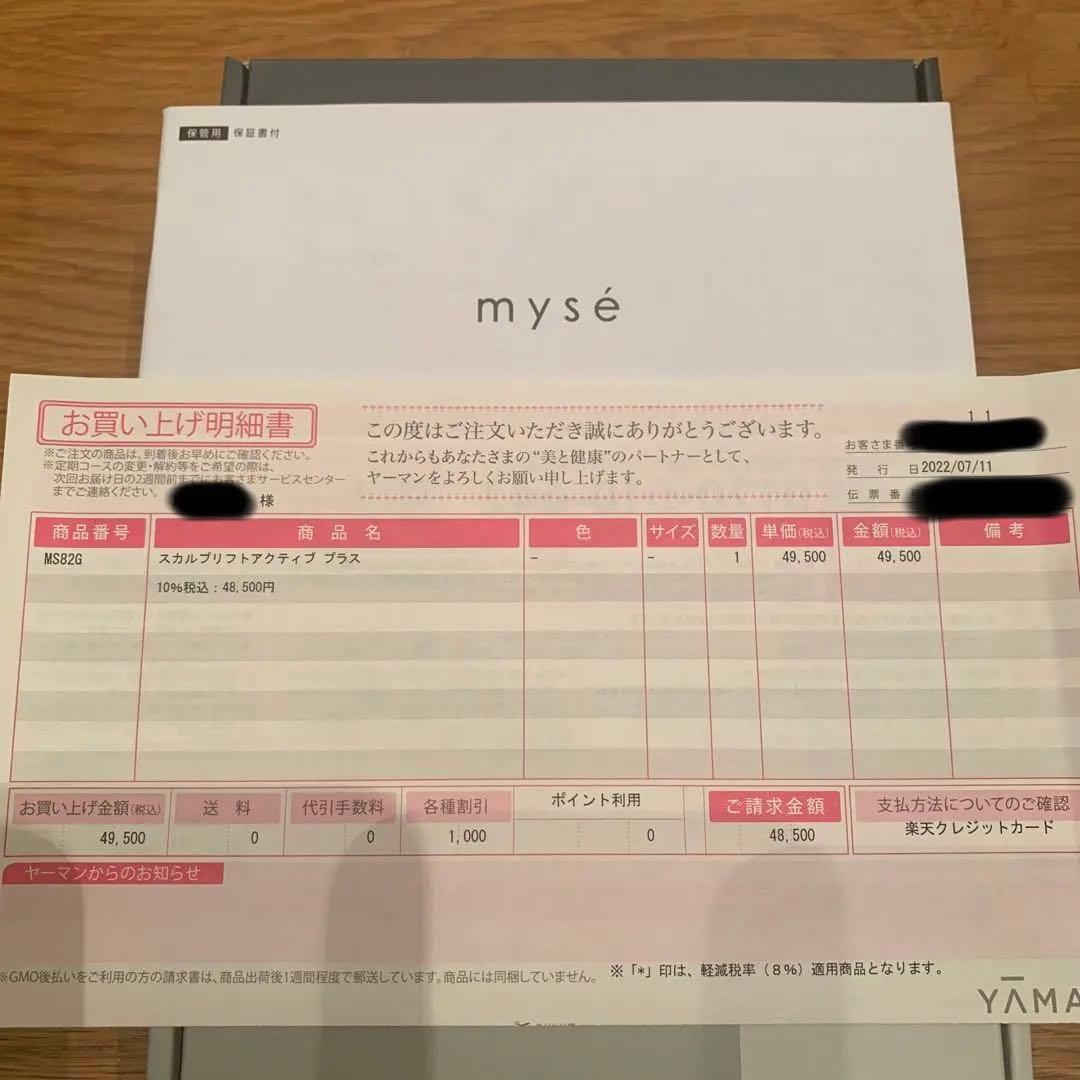 保管用 保証書付
mysé
お買い上げ明細書
※ご注文の商品は、到着後お早めにご確認ください。
※定期コースの変更・解約等をご希望の際は、
次回お届け日の2週間前までにお客さまサービスセンター
までご連絡ください。
様
この度はご注文いただき誠にありがとうございます。
これからもあなたさまの“美と健康”のパートナーとして、
ヤーマンをよろしくお願い申し上げます。
11
お客さま番
発行日 2022/07/11
伝票番
商品番号 商品名 色 サイズ 数量 単価(税込) 金額(税込) 備考
MS82G スカルプリフトアクティブ プラス - - 1 49,500 49,500
10%税込：48,500円
お買い上げ金額(税込) 送料 代引手数料 各種割引 ポイント利用 ご請求金額 支払方法についてのご確認
49,500 0 0 1,000 0 48,500 楽天クレジットカード
ヤーマンからのお知らせ
※GMO後払いをご利用の方の請求書は、商品出荷後1週間程度で郵送しています。商品には同梱していません。
※「*」印は、軽減税率（8%）適用商品となります。
YĀMA